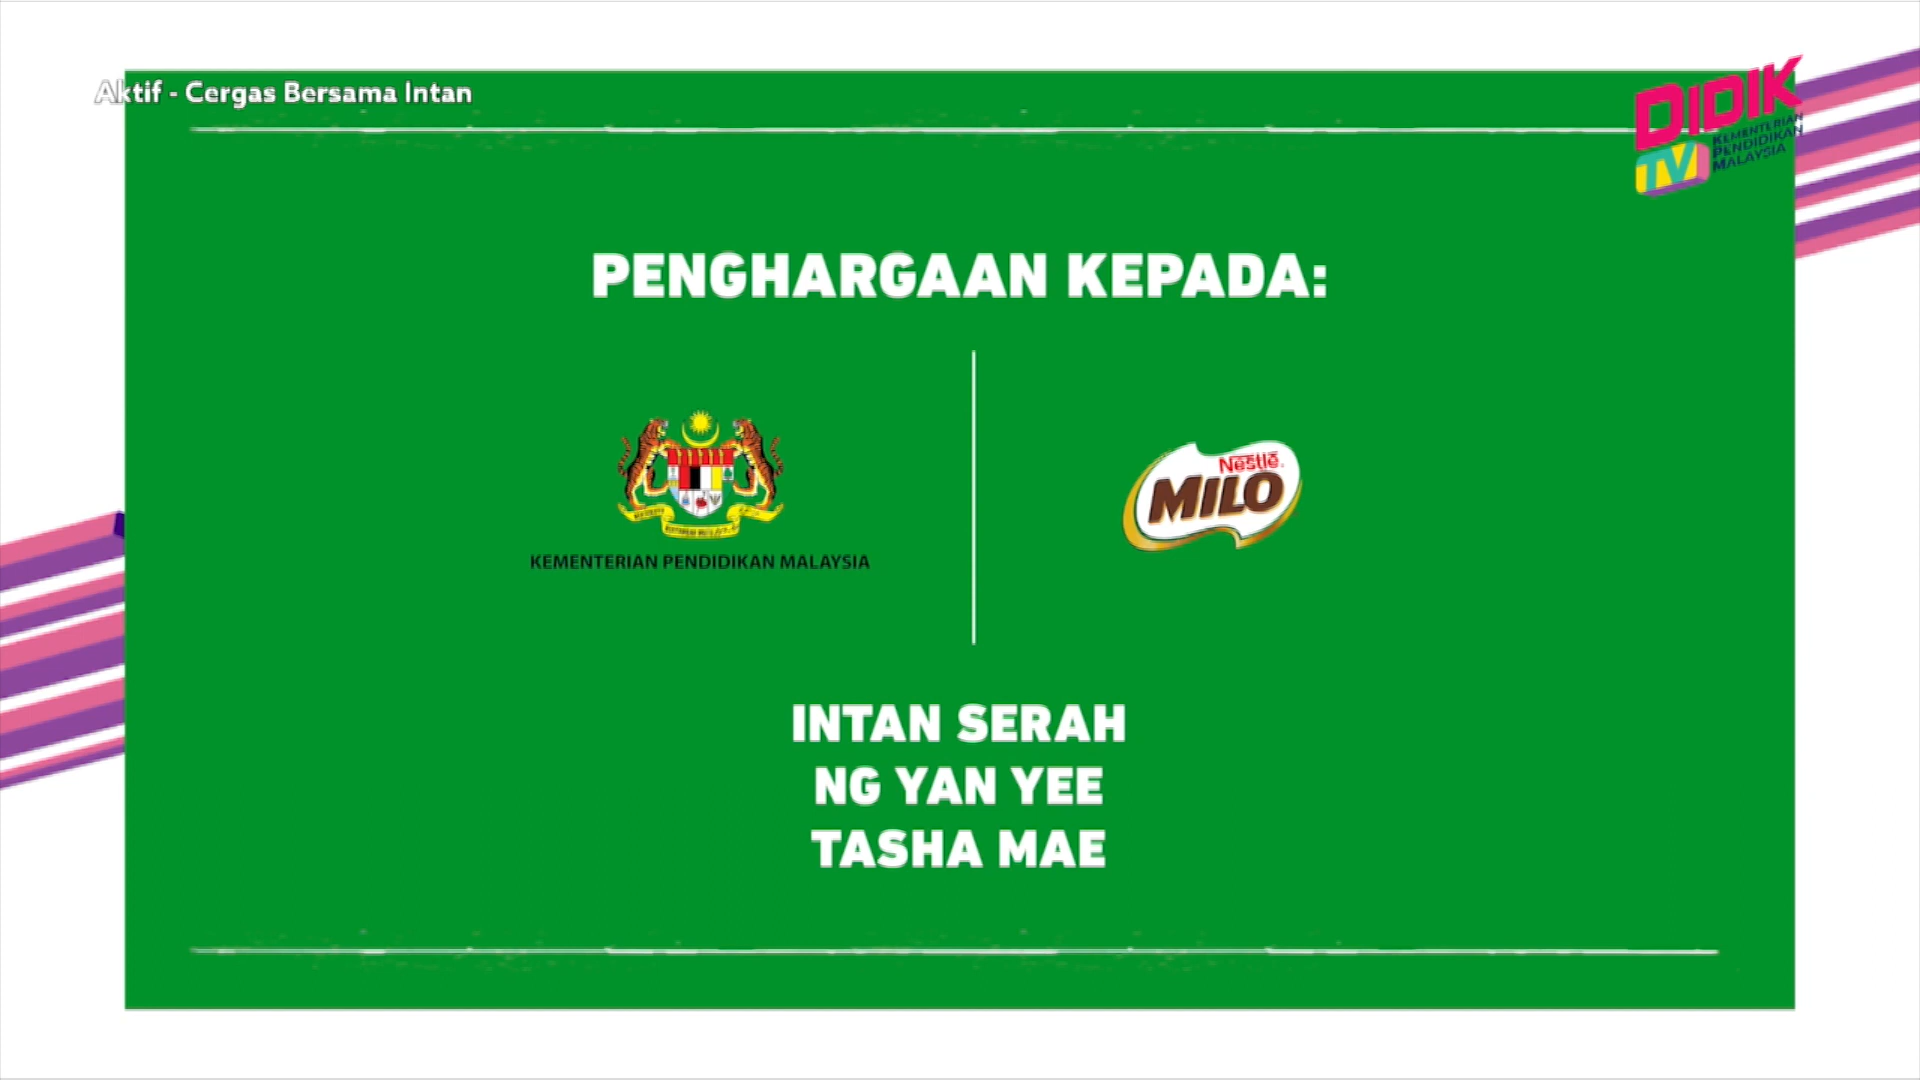 Aktif - Cergas Bersama Intan
DIDIK
TV
KEMENTERIAN
PENDIDIKAN
MALAYSIA
PENGHARGAAN KEPADA:
KEMENTERIAN PENDIDIKAN MALAYSIA
Nestlé
MILO
INTAN SERAH
NG YAN YEE
TASHA MAE